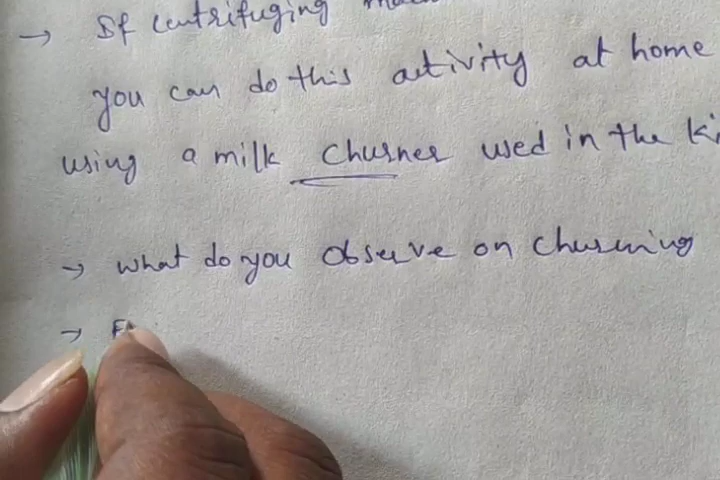 → If centrifuging
you can do this activity at home
using a milk churner used in the
→ what do you observe on churning
→